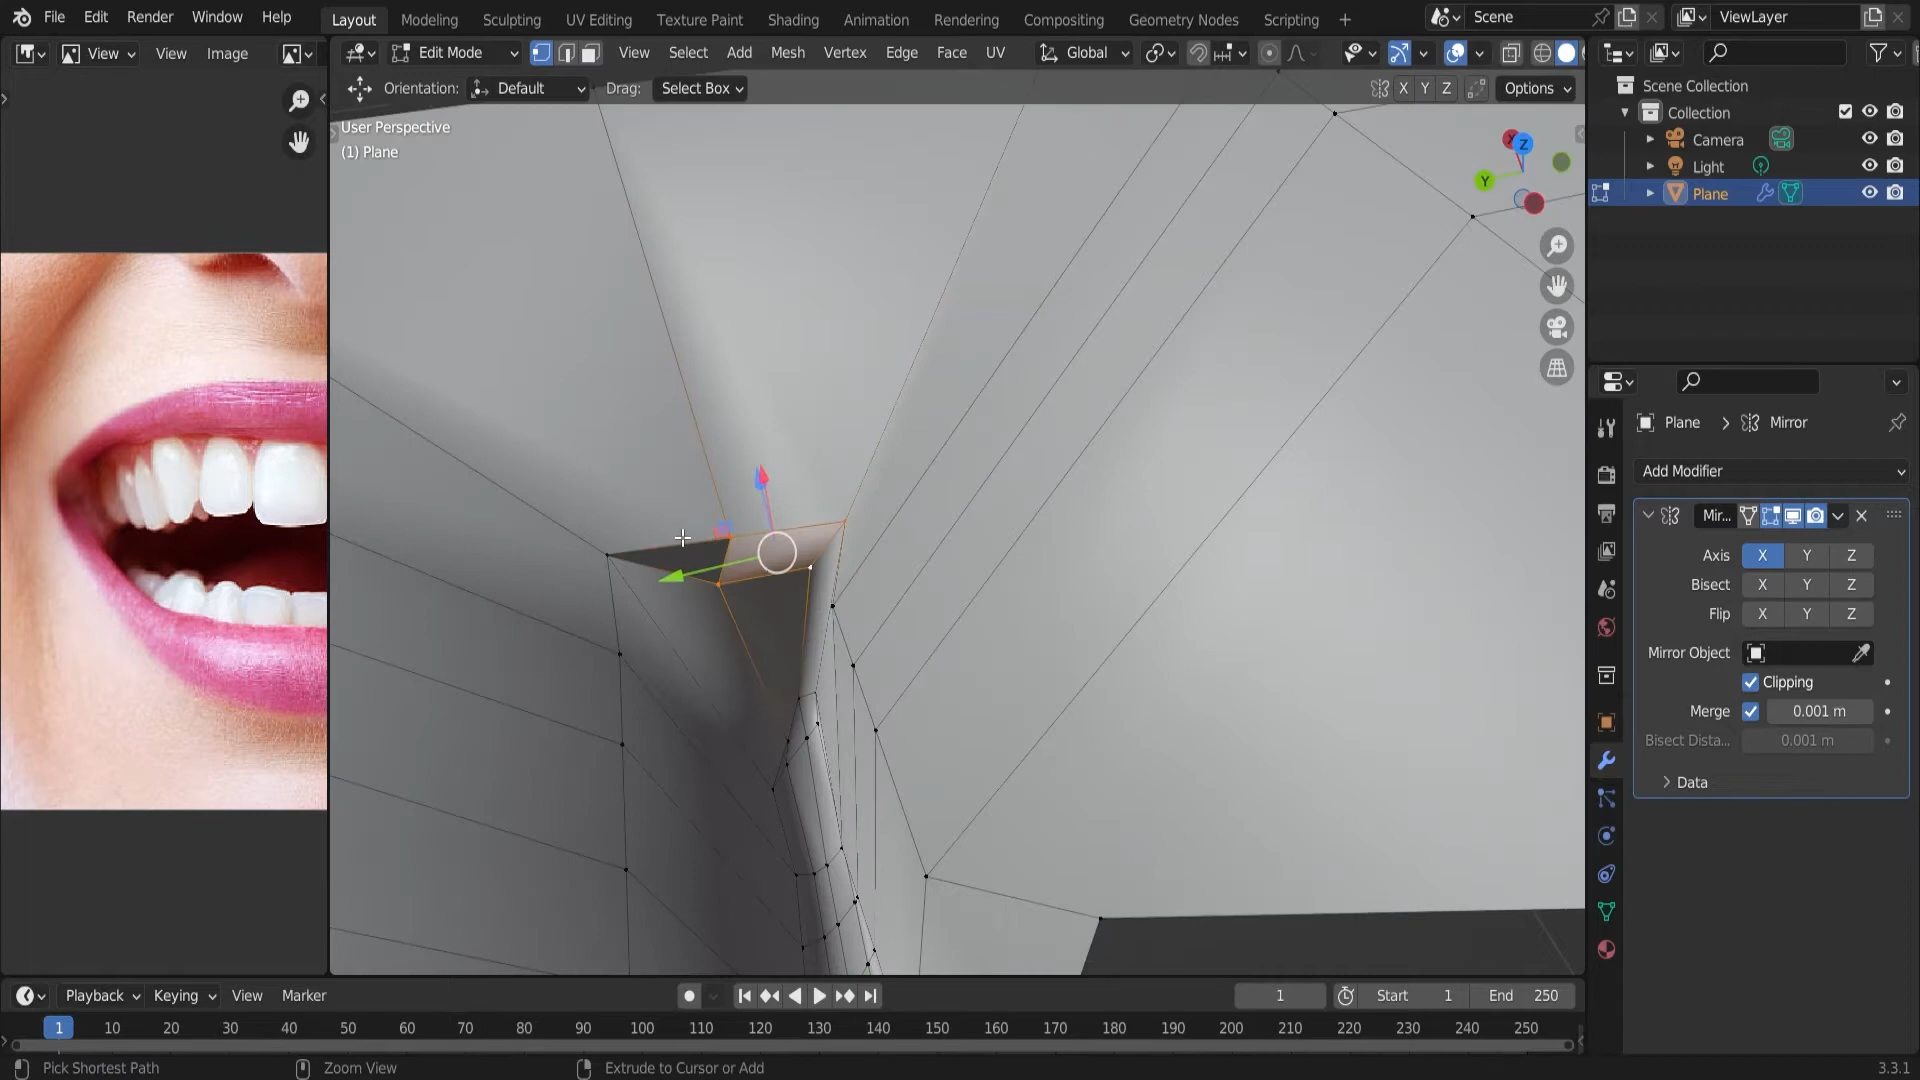 File Edit Render Window Help Layout Modeling Sculpting UV Editing Texture Paint Shading Animation Rendering Compositing Geometry Nodes Scripting + Scene ViewLayer
View View Image Edit Mode View Select Add Mesh Vertex Edge Face UV Global
Orientation: Default Drag: Select Box X Y Z Options
Scene Collection
User Perspective
(1) Plane
Collection
Camera
Light
Plane
X
Z
Y
Plane > Mirror
Add Modifier
Mir...
Axis X Y Z
Bisect X Y Z
Flip X Y Z
Mirror Object
Clipping
Merge 0.001 m
Bisect Dista... 0.001 m
Data
Playback Keying View Marker 1 Start 1 End 250
1 10 20 30 40 50 60 70 80 90 100 110 120 130 140 150 160 170 180 190 200 210 220 230 240 250
Pick Shortest Path Zoom View Extrude to Cursor or Add 3.3.1